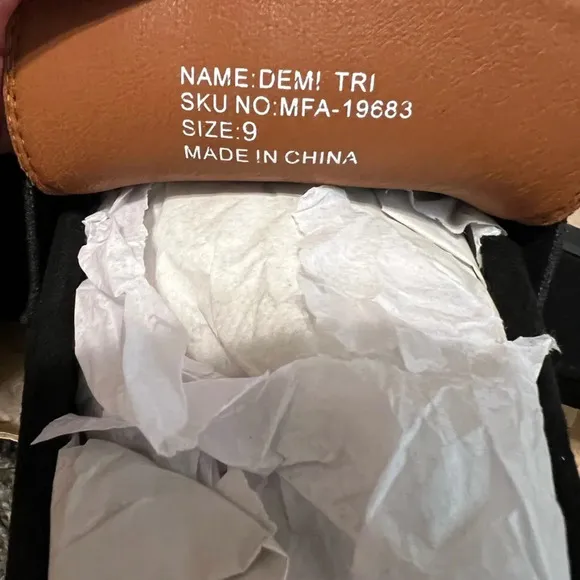 NAME:DEMI TRI
SKU NO:MFA-19683
SIZE:9
MADE IN CHINA